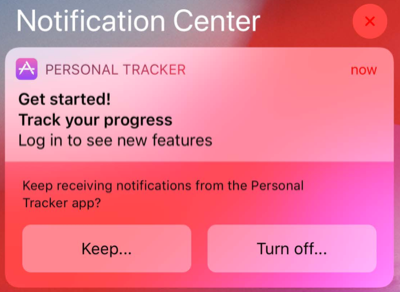 Notification Center
PERSONAL TRACKER now
Get started!
Track your progress
Log in to see new features
Keep receiving notifications from the Personal
Tracker app?
Keep... Turn off...